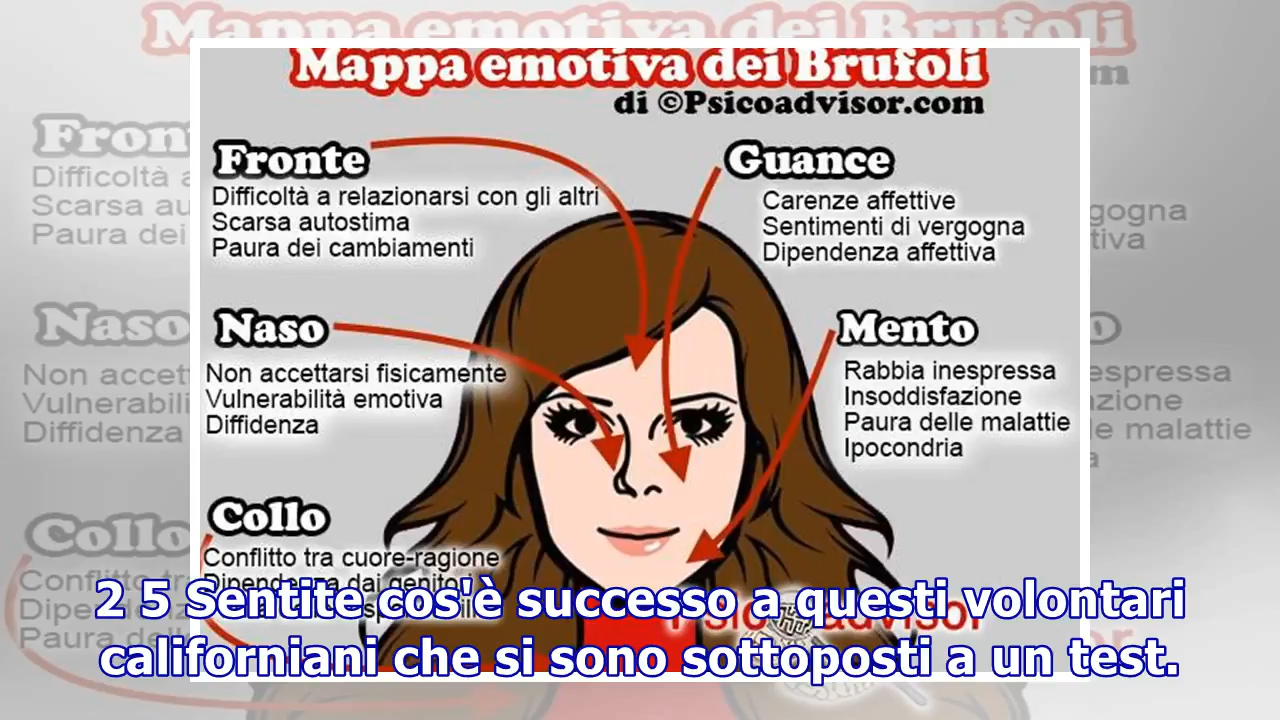 Mappa emotiva dei Brufoli
di ©Psicoadvisor.com
Fronte
Difficoltà a relazionarsi con gli altri
Scarsa autostima
Paura dei cambiamenti
Guance
Carenze affettive
Sentimenti di vergogna
Dipendenza affettiva
Naso
Non accettarsi fisicamente
Vulnerabilità emotiva
Diffidenza
Mento
Rabbia inespressa
Insoddisfazione
Paura delle malattie
Ipocondria
Collo
Conflitto tra cuore-ragione
Dipendenza dai genitori
2 5 Sentite cos'è successo a questi volontari
californiani che si sono sottoposti a un test.